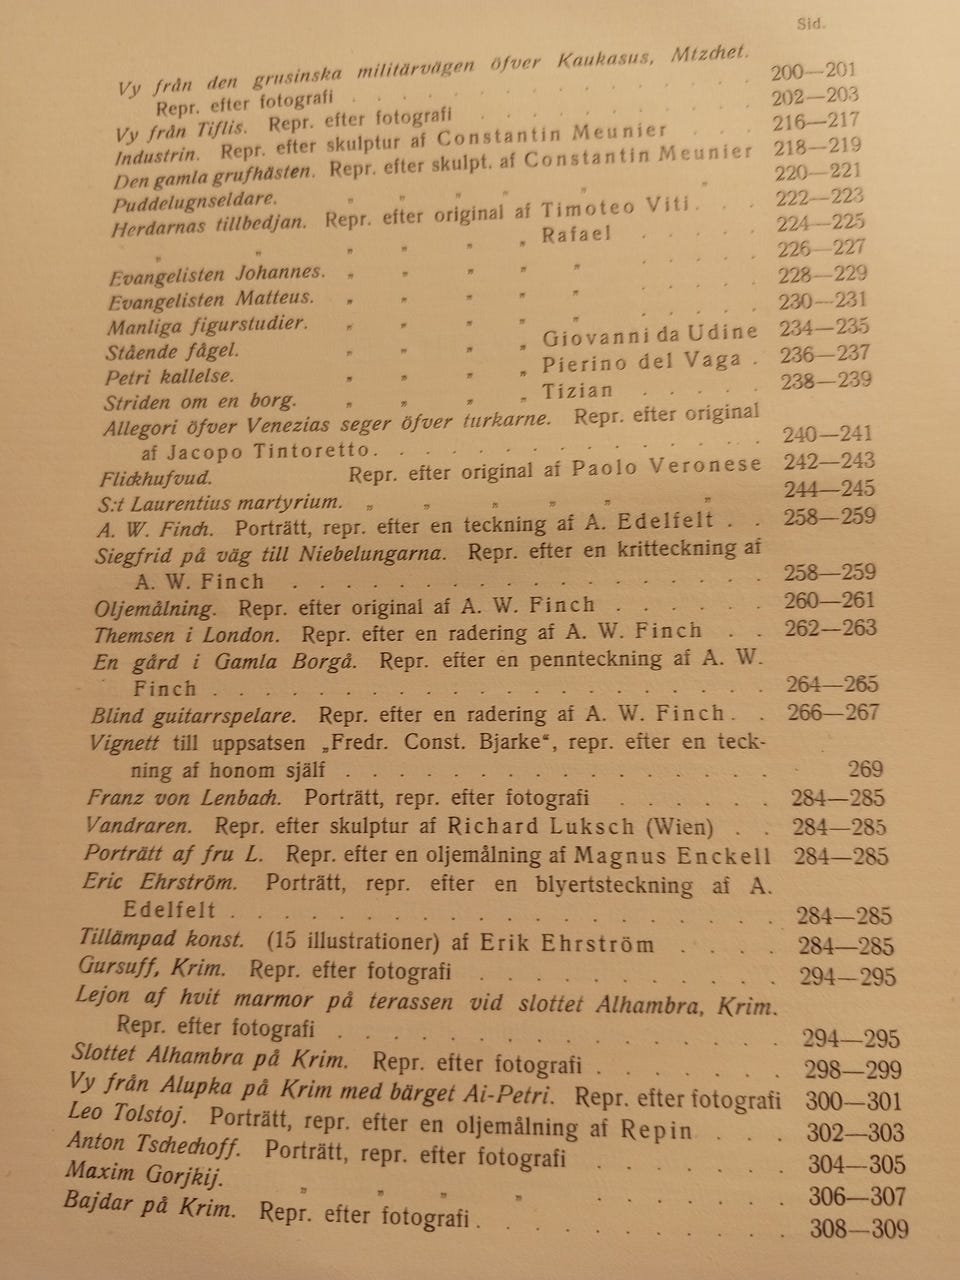 Sid.
Vy från den grusinska militärvägen öfver Kaukasus, Mtzchet.
Repr. efter fotografi . . . . . . . . . . 200—201
Vy från Tiflis. Repr. efter fotografi . . . . . . 202—203
Industrin. Repr. efter skulptur af Constantin Meunier . . . 216—217
Den gamla grufhästen. Repr. efter skulpt. af Constantin Meunier 218—219
Puddelugnseldare. „ „ „ „ „ 220—221
Herdarnas tillbedjan. Repr. efter original af Timoteo Viti . . . 222—223
„ „ „ „ „ „ Rafael . . . . . 224—225
Evangelisten Johannes. „ „ „ „ „ . . . . 226—227
Evangelisten Matteus. „ „ „ „ „ . . . . 228—229
Manliga figurstudier. „ „ „ „ „ . . . . . 230—231
Stående fågel. „ „ „ „ Giovanni da Udine 234—235
Petri kallelse. „ „ „ „ Pierino del Vaga . 236—237
Striden om en borg. „ „ „ „ Tizian . . . . . 238—239
Allegori öfver Venezias seger öfver turkarne. Repr. efter original
af Jacopo Tintoretto. . . . . . . . . . . . . . . 240—241
Flickhufvud. Repr. efter original af Paolo Veronese 242—243
S:t Laurentius martyrium. „ „ „ „ „ „ 244—245
A. W. Finch. Porträtt, repr. efter en teckning af A. Edelfelt . . 258—259
Siegfrid på väg till Niebelungarna. Repr. efter en kritteckning af
A. W. Finch . . . . . . . . . . . . . . . 258—259
Oljemålning. Repr. efter original af A. W. Finch . . . . . . 260—261
Themsen i London. Repr. efter en radering af A. W. Finch . . 262—263
En gård i Gamla Borgå. Repr. efter en pennteckning af A. W.
Finch . . . . . . . . . . . . . . . . . 264—265
Blind guitarrspelare. Repr. efter en radering af A. W. Finch. . 266—267
Vignett till uppsatsen „Fredr. Const. Bjarke“, repr. efter en teck-
ning af honom själf . . . . . . . . . . . . . 269
Franz von Lenbach. Porträtt, repr. efter fotografi . . . . . . 284—285
Vandraren. Repr. efter skulptur af Richard Luksch (Wien) . . 284—285
Porträtt af fru L. Repr. efter en oljemålning af Magnus Enckell 284—285
Eric Ehrström. Porträtt, repr. efter en blyertsteckning af A.
Edelfelt . . . . . . . . . . . . . . . . . 284—285
Tillämpad konst. (15 illustrationer) af Erik Ehrström . . . . 284—285
Gursuff, Krim. Repr. efter fotografi . . . . . . . . . . 294—295
Lejon af hvit marmor på terassen vid slottet Alhambra, Krim.
Repr. efter fotografi . . . . . . . . . . . . . . 294—295
Slottet Alhambra på Krim. Repr. efter fotografi . . . . . . . 298—299
Vy från Alupka på Krim med bärget Ai-Petri. Repr. efter fotografi 300—301
Leo Tolstoj. Porträtt, repr. efter en oljemålning af Repin . . . 302—303
Anton Tschechoff. Porträtt, repr. efter fotografi . . . . . . . 304—305
Maxim Gorjkij. „ „ „ „ . . . . . . . 306—307
Bajdar på Krim. Repr. efter fotografi . . . . . . . . . . . 308—309